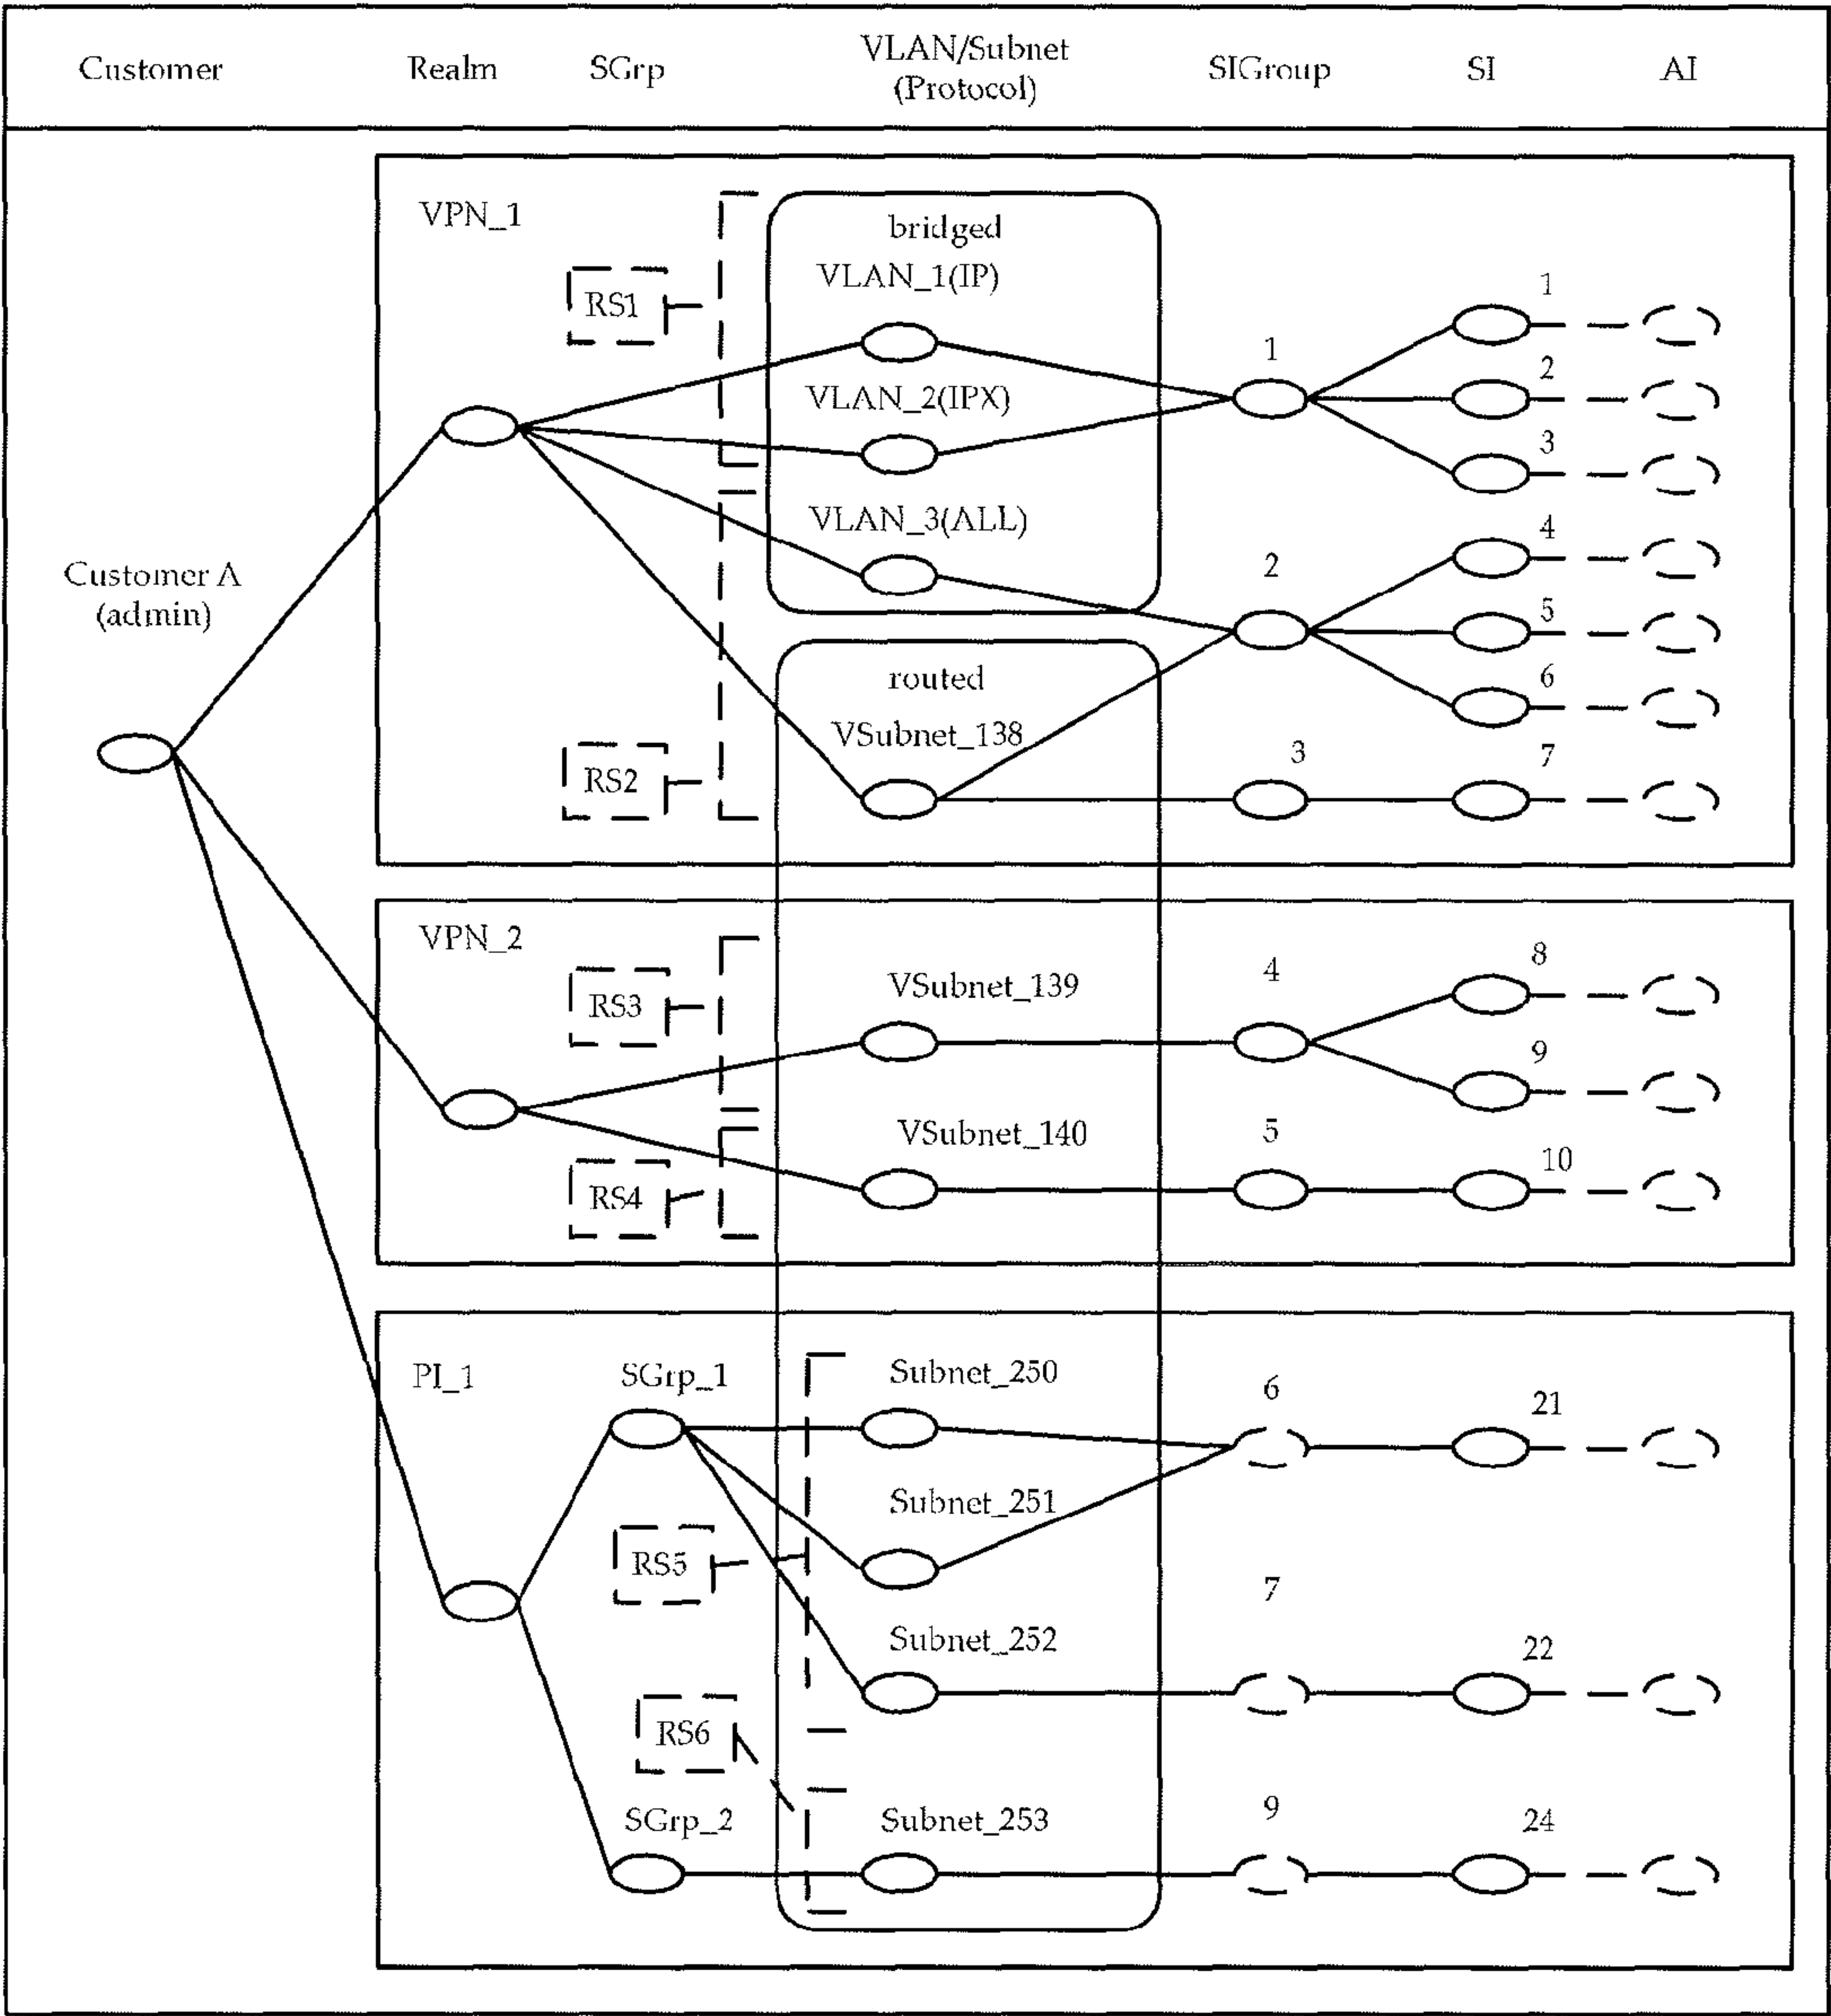 Customer
Realm
SGrp
VLAN/Subnet
(Protocol)
SIGroup
SI
AI
VPN_1
bridged
VLAN_1(IP)
RS1
1
1
2
VLAN_2(IPX)
3
VLAN_3(ALL)
4
2
5
6
Customer A
(admin)
routed
VSubnet_138
RS2
3
7
VPN_2
RS3
VSubnet_139
4
8
9
VSubnet_140
5
10
RS4
PI_1
SGrp_1
Subnet_250
6
21
Subnet_251
RS5
7
Subnet_252
22
RS6
SGrp_2
Subnet_253
9
24